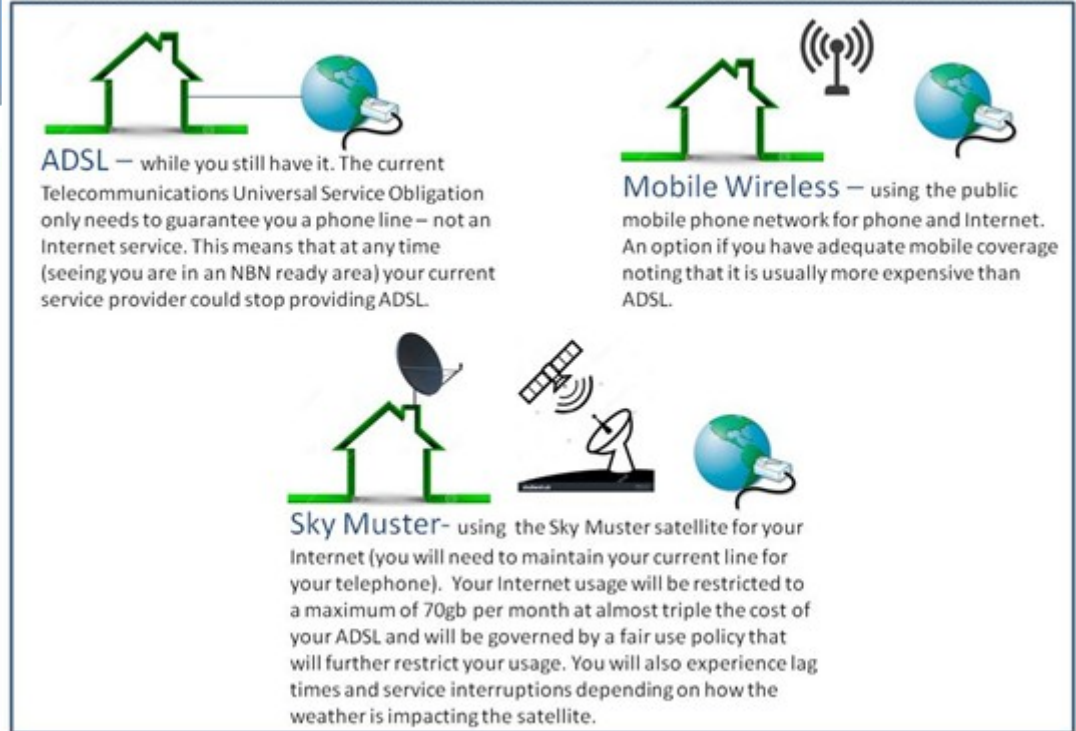 ADSL – while you still have it. The current
Telecommunications Universal Service Obligation
only needs to guarantee you a phone line – not an
Internet service. This means that at any time
(seeing you are in an NBN ready area) your current
service provider could stop providing ADSL.
Mobile Wireless – using the public
mobile phone network for phone and Internet.
An option if you have adequate mobile coverage
noting that it is usually more expensive than
ADSL.
Sky Muster- using the Sky Muster satellite for your
Internet (you will need to maintain your current line for
your telephone). Your Internet usage will be restricted to
a maximum of 70gb per month at almost triple the cost of
your ADSL and will be governed by a fair use policy that
will further restrict your usage. You will also experience lag
times and service interruptions depending on how the
weather is impacting the satellite.